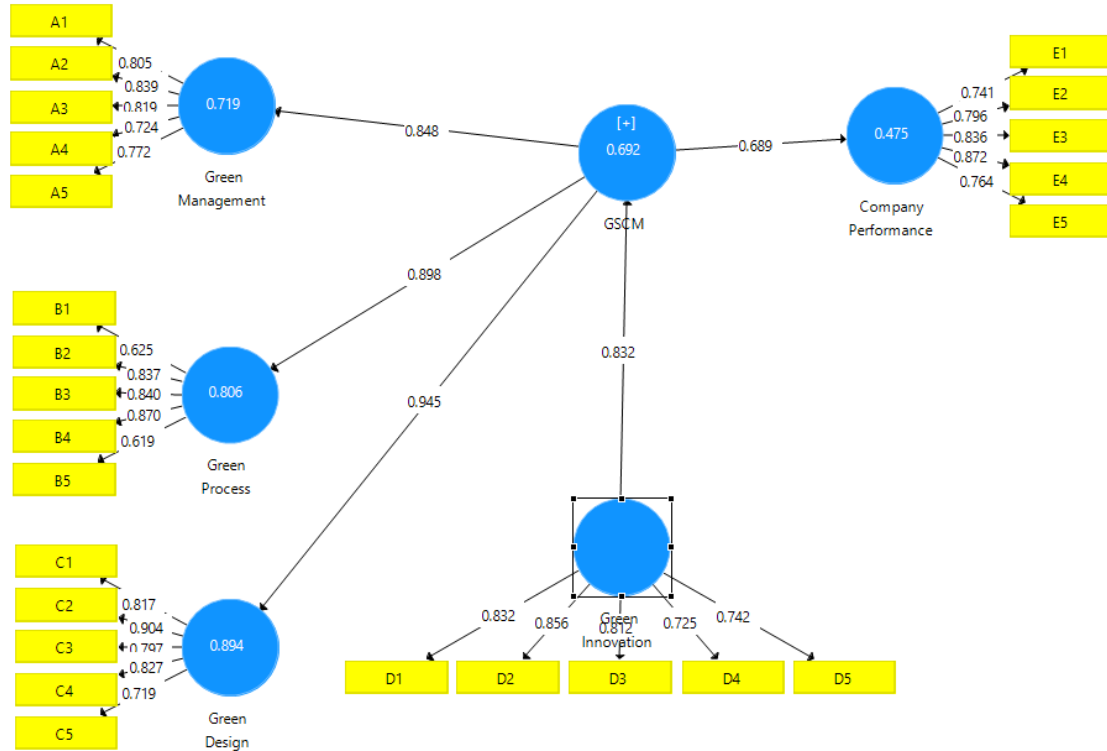 A1
A2
A3
A4
A5
0.805
0.839
0.819
0.724
0.772
0.719
Green
Management
0.848
[+]
0.692
GSCM
0.689
0.475
Company
Performance
0.741
0.796
0.836
0.872
0.764
E1
E2
E3
E4
E5
B1
B2
B3
B4
B5
0.625
0.837
0.840
0.870
0.619
0.806
Green
Process
0.898
0.945
0.832
C1
C2
C3
C4
C5
0.817
0.904
0.797
0.827
0.719
0.894
Green
Design
Green
Innovation
0.832
0.856
0.812
0.725
0.742
D1
D2
D3
D4
D5